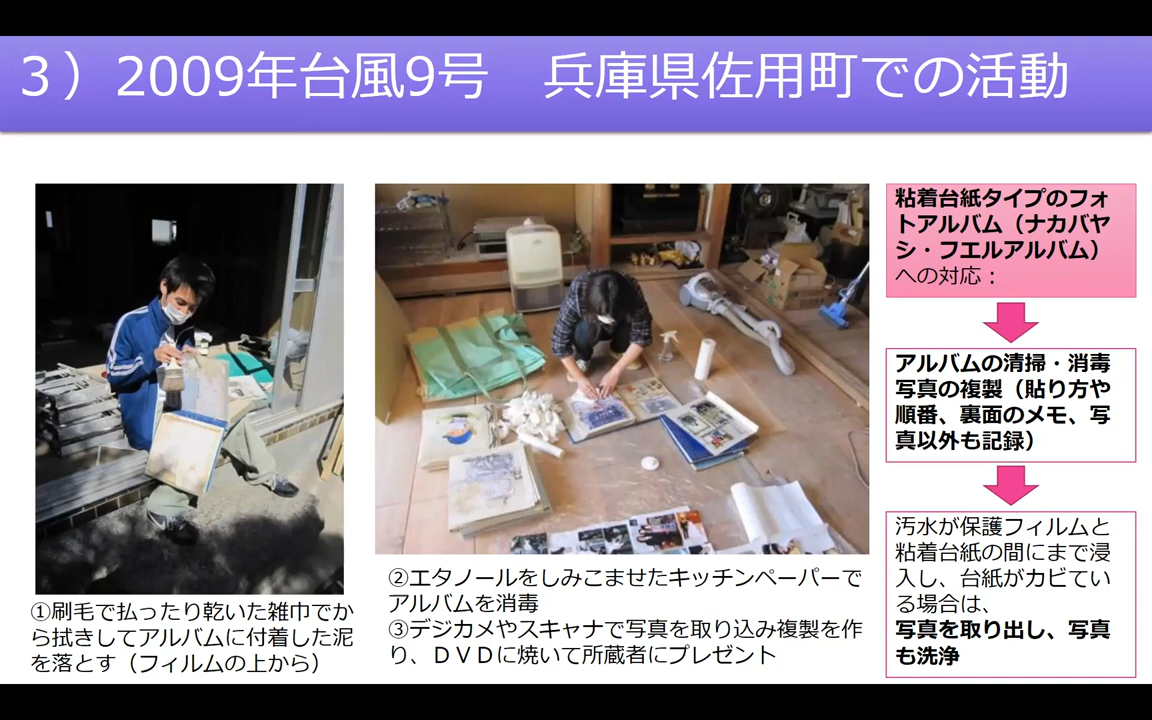 ３）2009年台風9号　兵庫県佐用町での活動
①刷毛で払ったり乾いた雑巾でか
ら拭きしてアルバムに付着した泥
を落とす（フィルムの上から）
②エタノールをしみこませたキッチンペーパーで
アルバムを消毒
③デジカメやスキャナで写真を取り込み複製を作
り、ＤＶＤに焼いて所蔵者にプレゼント
粘着台紙タイプのフォ
トアルバム（ナカバヤ
シ・フエルアルバム）
への対応：
アルバムの清掃・消毒
写真の複製（貼り方や
順番、裏面のメモ、写
真以外も記録）
汚水が保護フィルムと
粘着台紙の間にまで浸
入し、台紙がカビてい
る場合は、
写真を取り出し、写真
も洗浄